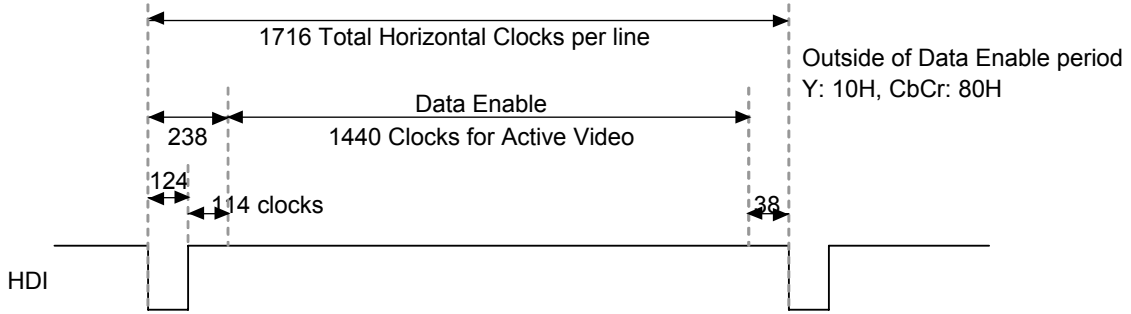 1716 Total Horizontal Clocks per line
Outside of Data Enable period
Y: 10H, CbCr: 80H
Data Enable
238
1440 Clocks for Active Video
124
114 clocks
38
HDI